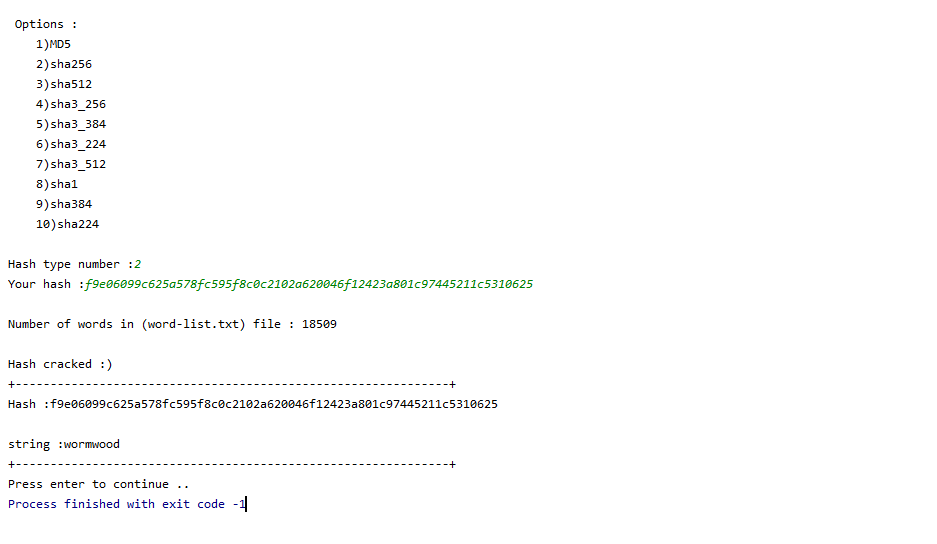 Options :
1)MD5
2)sha256
3)sha512
4)sha3_256
5)sha3_384
6)sha3_224
7)sha3_512
8)sha1
9)sha384
10)sha224
Hash type number :2
Your hash :f9e06099c625a578fc595f8c0c2102a620046f12423a801c97445211c5310625
Number of words in (word-list.txt) file : 18509
Hash cracked :)
+--------------------------------------------------------------+
Hash :f9e06099c625a578fc595f8c0c2102a620046f12423a801c97445211c5310625
string :wormwood
+--------------------------------------------------------------+
Press enter to continue ..
Process finished with exit code -1